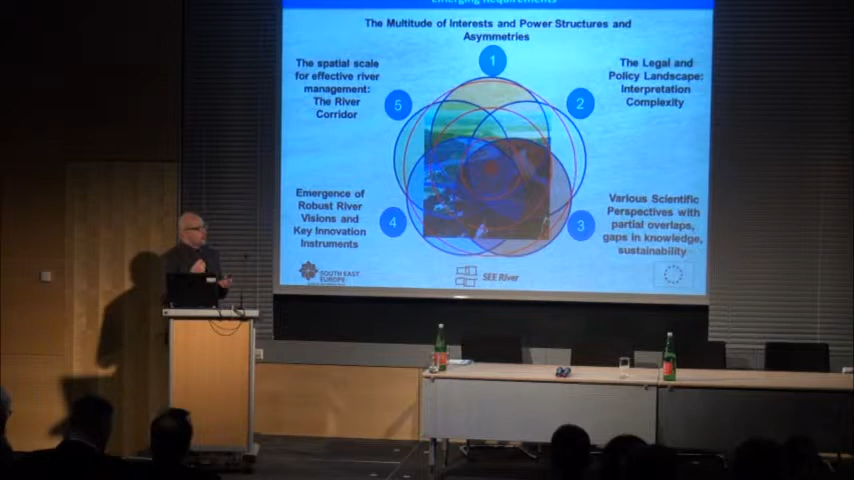 Emerging Requirements
The Multitude of Interests and Power Structures and
Asymmetries
1
The spatial scale
for effective river
management:
The River
Corridor
5
2
The Legal and
Policy Landscape:
Interpretation
Complexity
Emergence of
Robust River
Visions and
Key Innovation
Instruments
4
3
Various Scientific
Perspectives with
partial overlaps,
gaps in knowledge,
sustainability
SOUTH EAST
EUROPE
SEE River